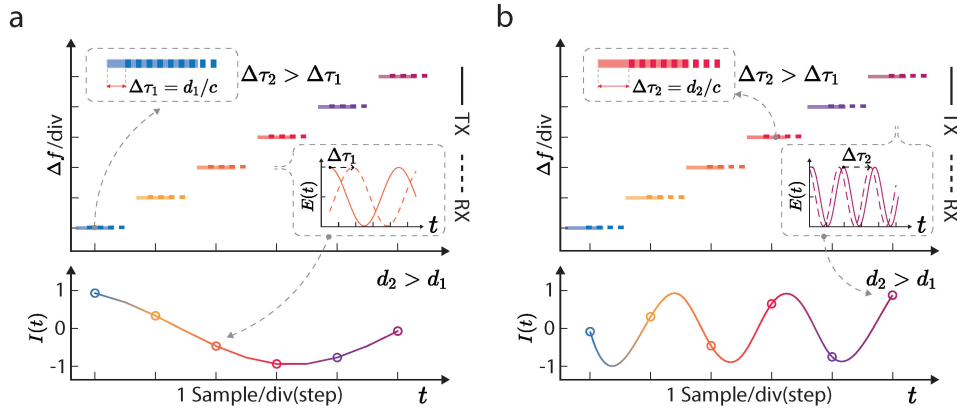 a
Δτ₁ = d₁/c
Δτ₂ > Δτ₁
Δf/div
TX
RX
Δτ₁
E(t)
t
d₂ > d₁
I(t)
1
0
-1
1 Sample/div(step)
t
b
Δτ₂ = d₂/c
Δτ₂ > Δτ₁
Δf/div
TX
RX
Δτ₂
E(t)
t
d₂ > d₁
I(t)
1
0
-1
1 Sample/div(step)
t